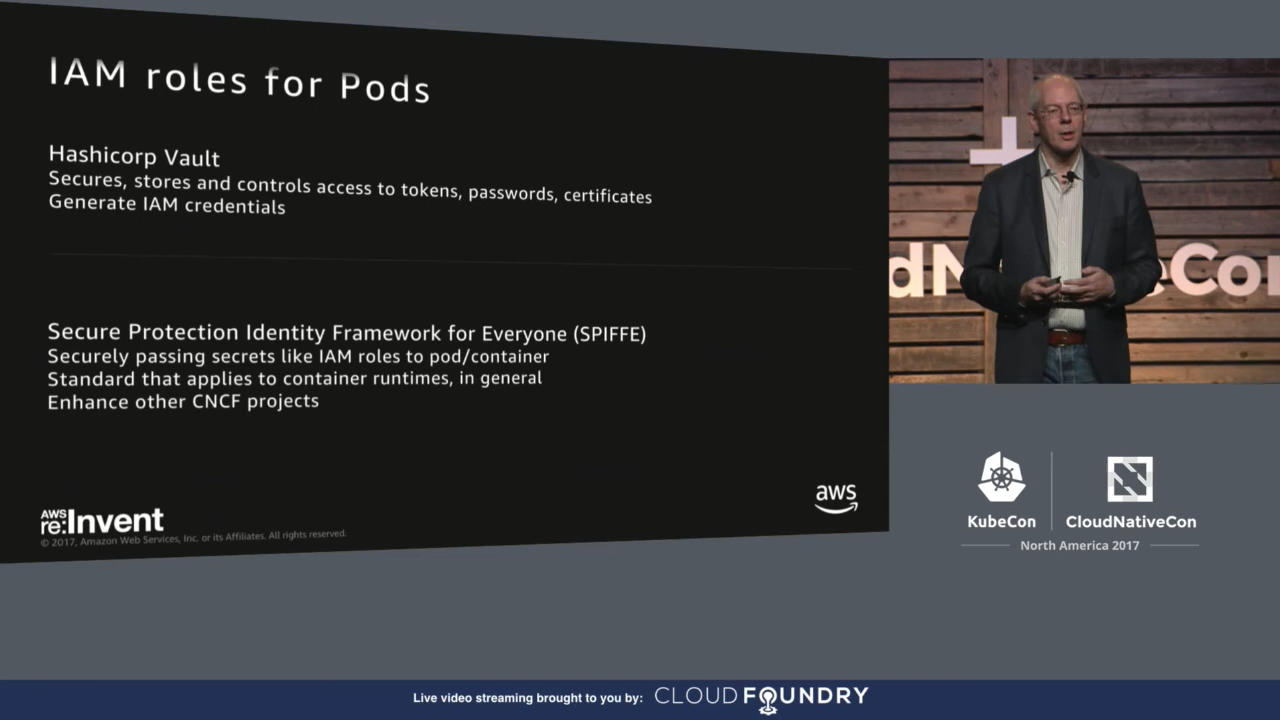 IAM roles for Pods
Hashicorp Vault
Secures, stores and controls access to tokens, passwords, certificates
Generate IAM credentials
Secure Protection Identity Framework for Everyone (SPIFFE)
Securely passing secrets like IAM roles to pod/container
Standard that applies to container runtimes, in general
Enhance other CNCF projects
AWS
re:Invent
© 2017, Amazon Web Services, Inc. or its Affiliates. All rights reserved.
aws
dN eCon
KubeCon
CloudNativeCon
North America 2017
Live video streaming brought to you by: CLOUD FOUNDRY